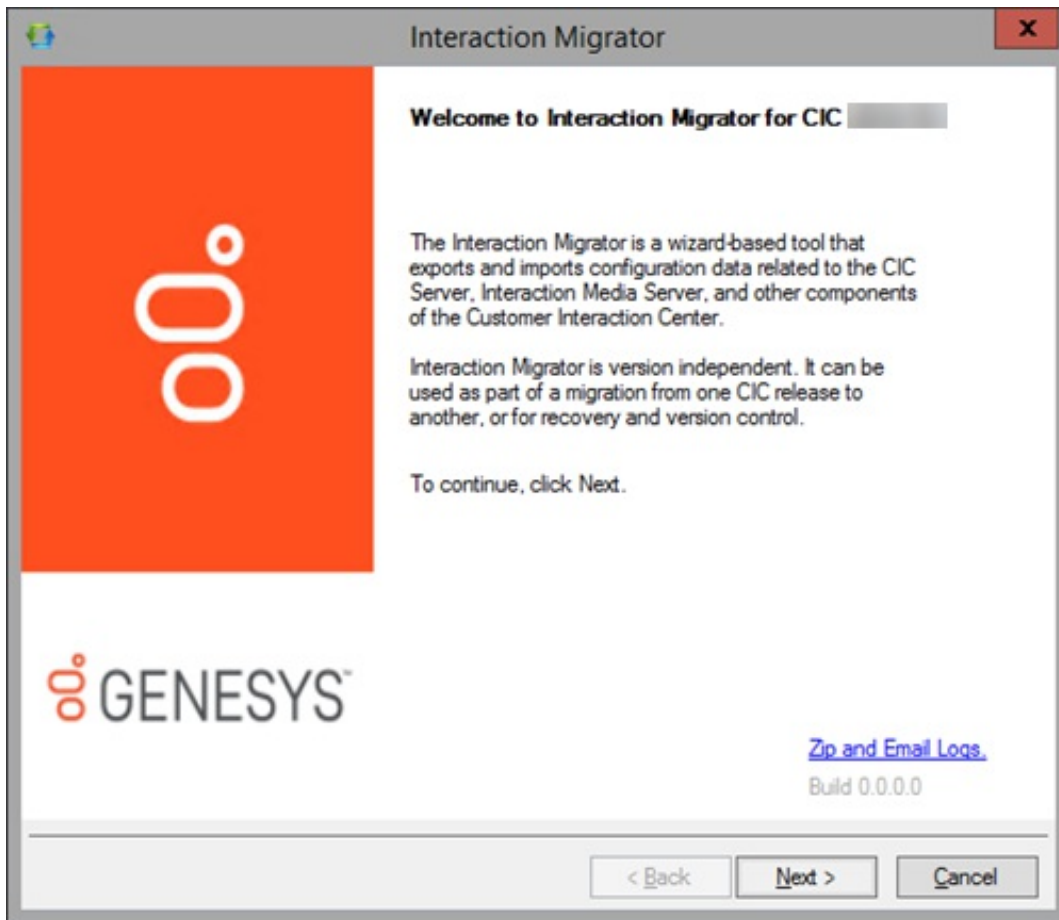 Interaction Migrator
x
Welcome to Interaction Migrator for CIC
The Interaction Migrator is a wizard-based tool that
exports and imports configuration data related to the CIC
Server, Interaction Media Server, and other components
of the Customer Interaction Center.
Interaction Migrator is version independent. It can be
used as part of a migration from one CIC release to
another, or for recovery and version control.
To continue, click Next.
GENESYS™
Zip and Email Logs.
Build 0.0.0.0
< Back
Next >
Cancel